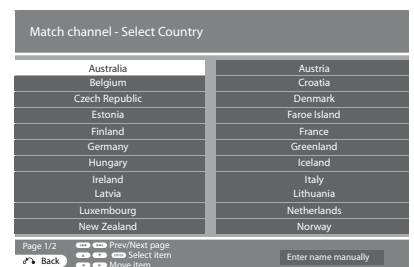 Match channel - Select Country
Australia Austria
Belgium Croatia
Czech Republic Denmark
Estonia Faroe Island
Finland France
Germany Greenland
Hungary Iceland
Ireland Italy
Latvia Lithuania
Luxembourg Netherlands
New Zealand Norway
Page 1/2 Prev/Next page
Select item
Back Move item
Enter name manually